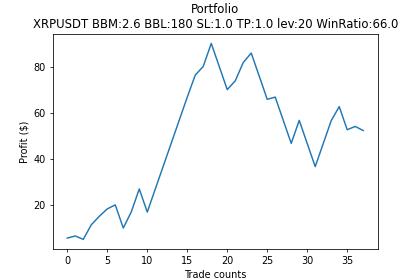 Portfolio
XRPUSDT BBM:2.6 BBL:180 SL:1.0 TP:1.0 lev:20 WinRatio:66.0
80
60
40
20
Profit ($)
0 5 10 15 20 25 30 35
Trade counts